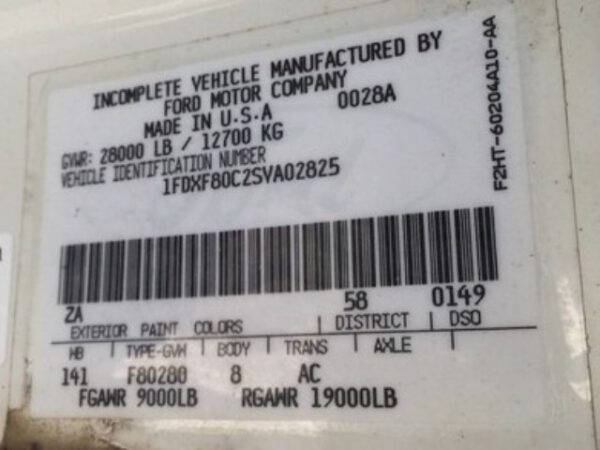 INCOMPLETE VEHICLE MANUFACTURED BY
FORD MOTOR COMPANY
MADE IN U.S.A 0028A
GVWR: 28000 LB / 12700 KG
VEHICLE IDENTIFICATION NUMBER
1FDXF80C2SVA02825
F2HT-60204A10-AA
ZA 58 0149
EXTERIOR PAINT COLORS DISTRICT DSO
WB TYPE-GVW BODY TRANS AXLE
141 F80280 8 AC
FGAWR 9000LB RGAWR 19000LB